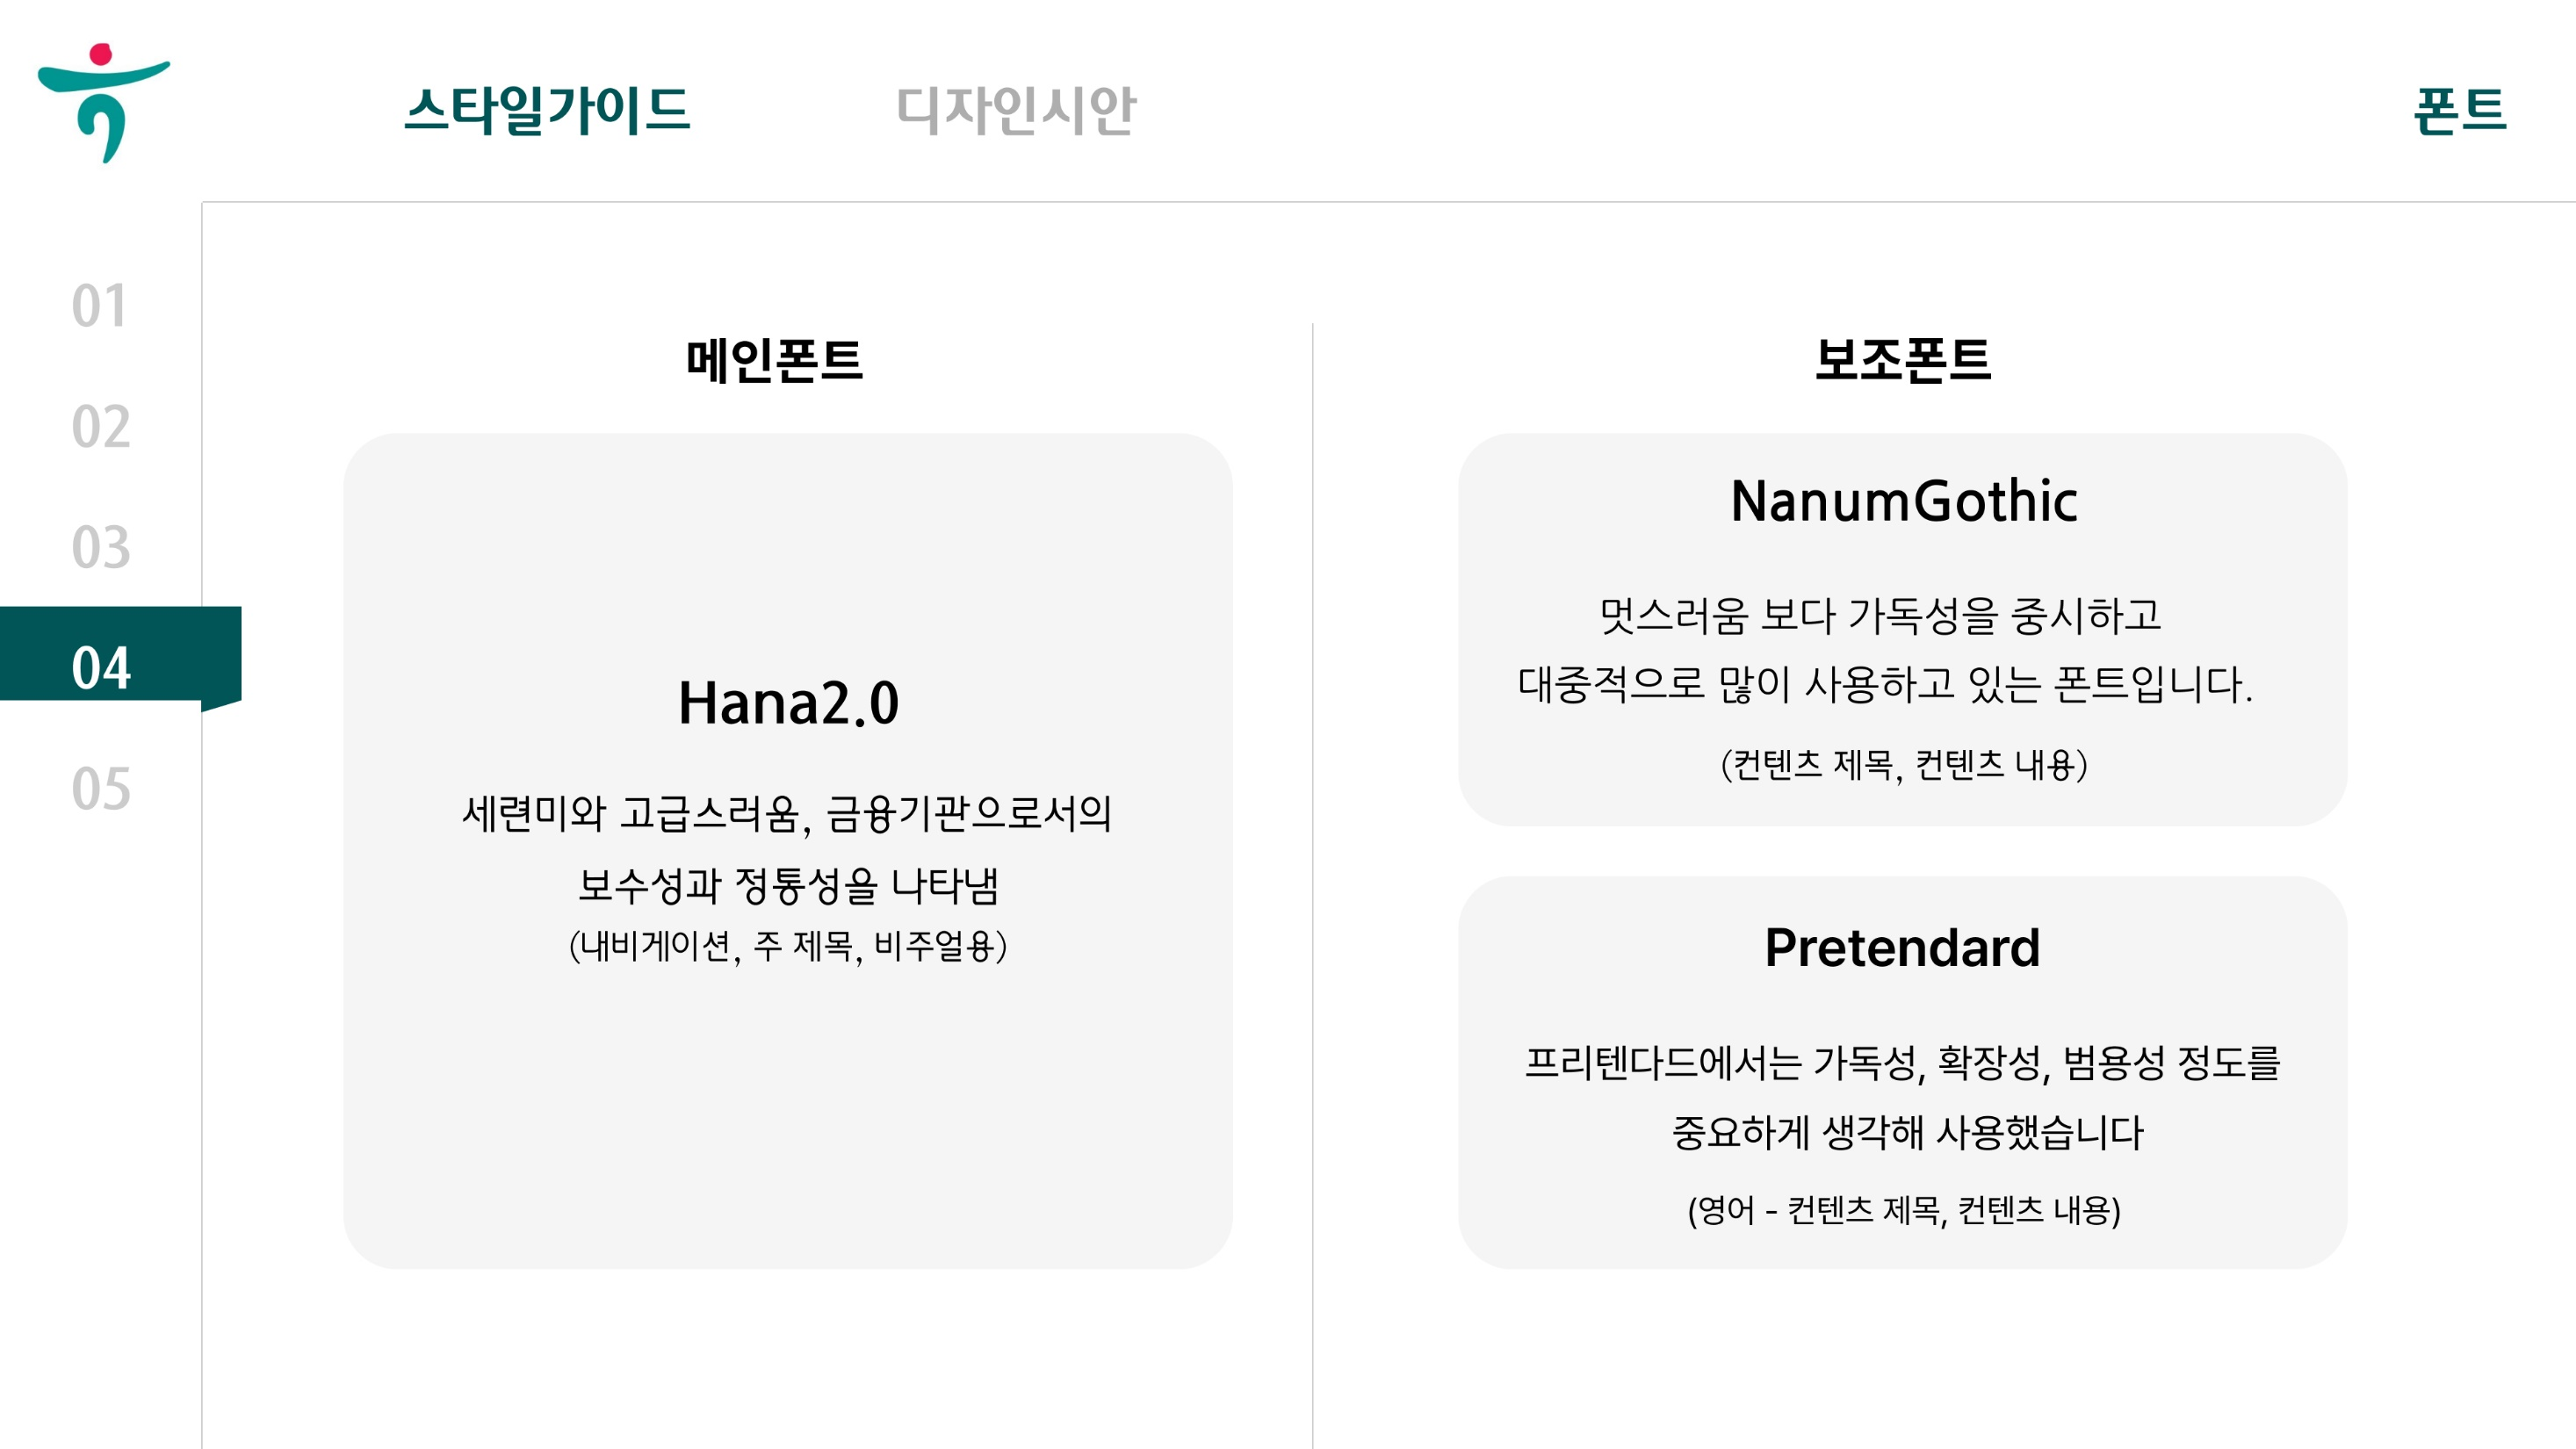 스타일가이드
디자인시안
폰트
01
02
03
04
05
메인폰트
Hana2.0
세련미와 고급스러움, 금융기관으로서의
보수성과 정통성을 나타냄
(내비게이션, 주 제목, 비주얼용)
보조폰트
NanumGothic
멋스러움 보다 가독성을 중시하고
대중적으로 많이 사용하고 있는 폰트입니다.
(컨텐츠 제목, 컨텐츠 내용)
Pretendard
프리텐다드에서는 가독성, 확장성, 범용성 정도를
중요하게 생각해 사용했습니다
(영어 - 컨텐츠 제목, 컨텐츠 내용)